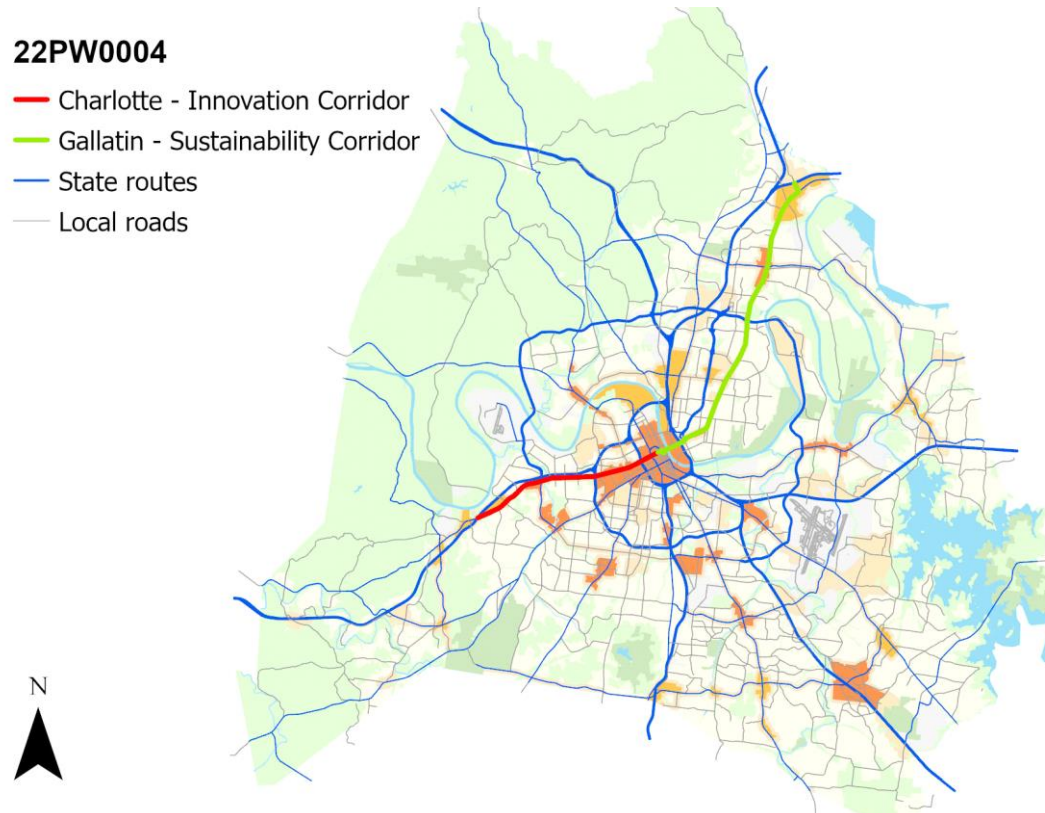 22PW0004
Charlotte - Innovation Corridor
Gallatin - Sustainability Corridor
State routes
Local roads
N